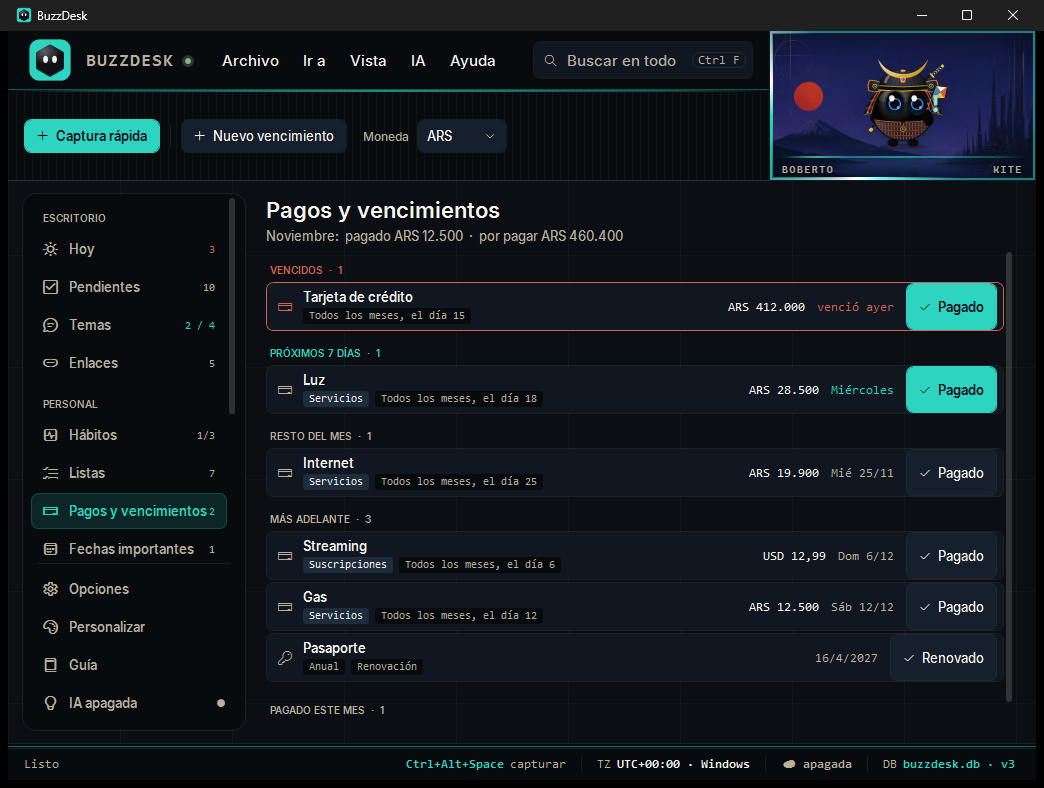 BuzzDesk
BUZZDESK
Archivo Ir a Vista IA Ayuda
Buscar en todo Ctrl F
+ Captura rápida
+ Nuevo vencimiento
Moneda ARS
BOBERTO KITE
ESCRITORIO
Hoy 3
Pendientes 10
Temas 2 / 4
Enlaces 5
PERSONAL
Hábitos 1/3
Listas 7
Pagos y vencimientos 2
Fechas importantes 1
Opciones
Personalizar
Guía
IA apagada
Pagos y vencimientos
Noviembre: pagado ARS 12.500 · por pagar ARS 460.400
VENCIDOS · 1
Tarjeta de crédito
Todos los meses, el día 15
ARS 412.000 venció ayer Pagado
PRÓXIMOS 7 DÍAS · 1
Luz
Servicios Todos los meses, el día 18
ARS 28.500 Miércoles Pagado
RESTO DEL MES · 1
Internet
Servicios Todos los meses, el día 25
ARS 19.900 Mié 25/11 Pagado
MÁS ADELANTE · 3
Streaming
Suscripciones Todos los meses, el día 6
USD 12,99 Dom 6/12 Pagado
Gas
Servicios Todos los meses, el día 12
ARS 12.500 Sáb 12/12 Pagado
Pasaporte
Anual Renovación
16/4/2027 Renovado
PAGADO ESTE MES · 1
Listo
Ctrl+Alt+Space capturar
TZ UTC+00:00 · Windows
apagada
DB buzzdesk.db · v3